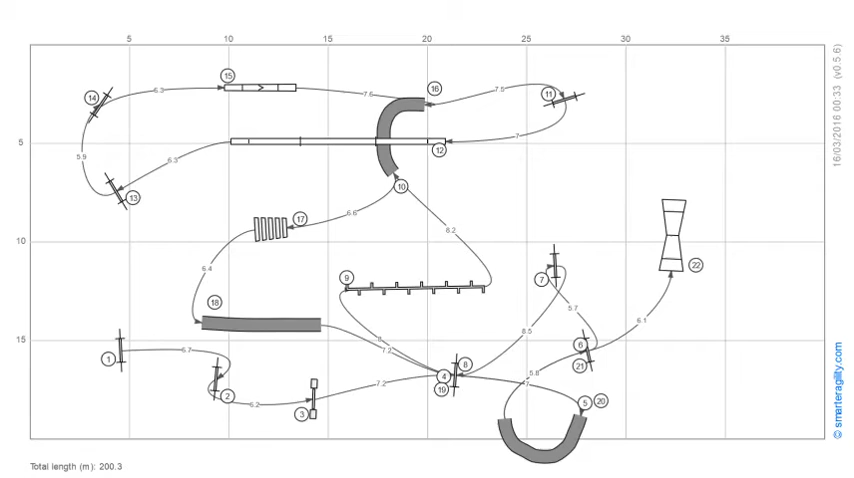 5 10 15 20 25 30 35
16/03/2016 00:33 (v0.5.6)
15
14 6.3 7.6 16 7.5 11
5 12 7
5.9 6.3
13 10
17 6.6
8.2
10
6.4 9 7 22
18
5.7
15 8.5 6 6.1
1 6.7 7.2 8 21
4 5.8
2 7.2 19 7
6.2 3 5 20
© smarteragility.com
Total length (m): 200.3